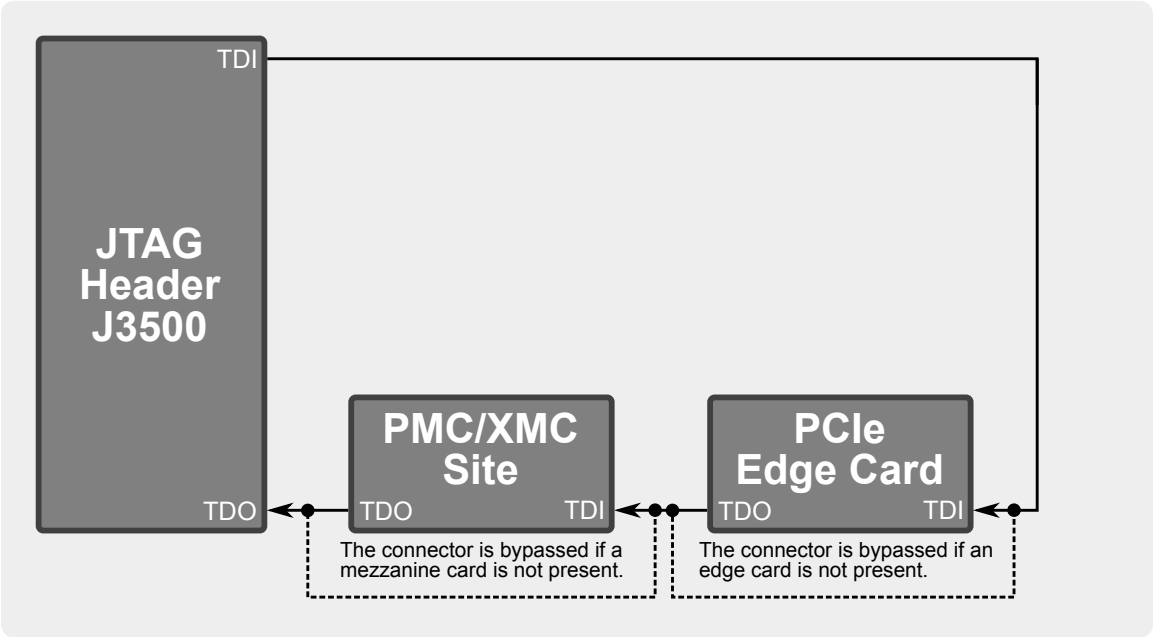 TDI
JTAG
Header
J3500
TDO
PMC/XMC
Site
TDO
TDI
The connector is bypassed if a
mezzanine card is not present.
PCIe
Edge Card
TDO
TDI
The connector is bypassed if an
edge card is not present.